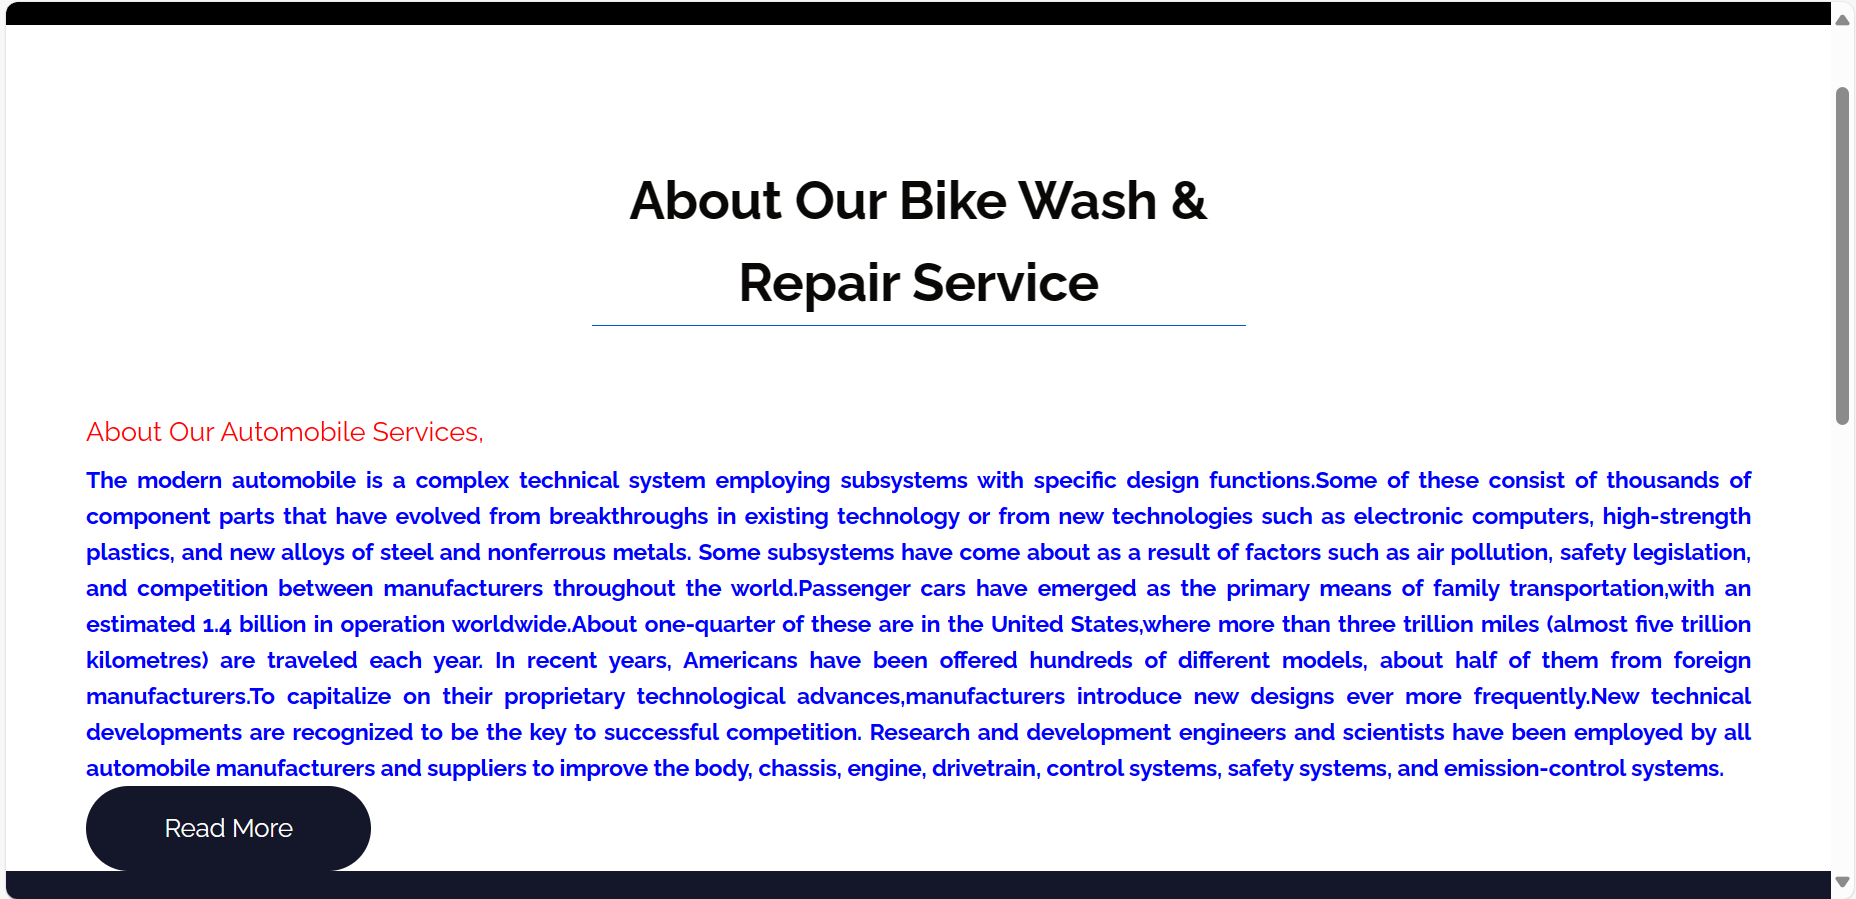 About Our Bike Wash &
Repair Service
About Our Automobile Services,
The modern automobile is a complex technical system employing subsystems with specific design functions.Some of these consist of thousands of
component parts that have evolved from breakthroughs in existing technology or from new technologies such as electronic computers, high-strength
plastics, and new alloys of steel and nonferrous metals. Some subsystems have come about as a result of factors such as air pollution, safety legislation,
and competition between manufacturers throughout the world.Passenger cars have emerged as the primary means of family transportation,with an
estimated 1.4 billion in operation worldwide.About one-quarter of these are in the United States,where more than three trillion miles (almost five trillion
kilometres) are traveled each year. In recent years, Americans have been offered hundreds of different models, about half of them from foreign
manufacturers.To capitalize on their proprietary technological advances,manufacturers introduce new designs ever more frequently.New technical
developments are recognized to be the key to successful competition. Research and development engineers and scientists have been employed by all
automobile manufacturers and suppliers to improve the body, chassis, engine, drivetrain, control systems, safety systems, and emission-control systems.
Read More